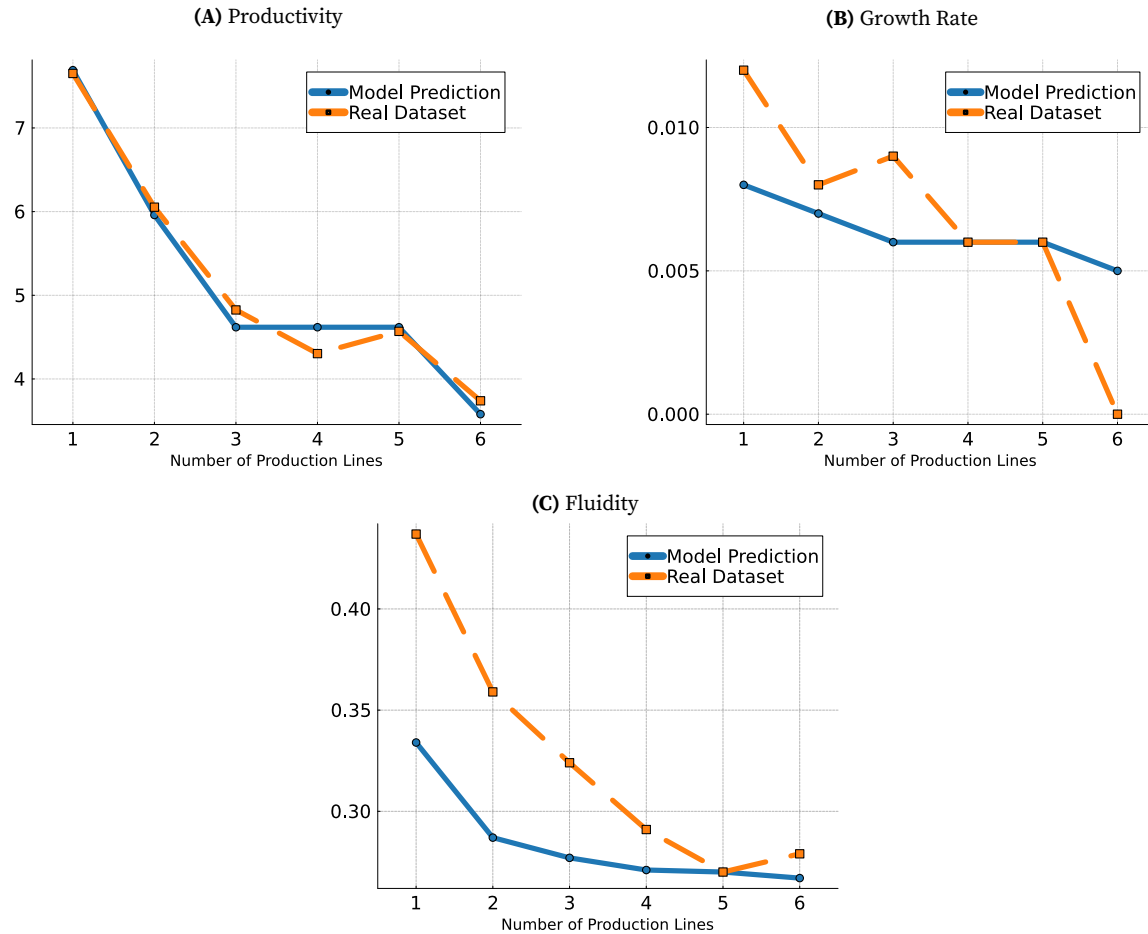 (A) Productivity
Model Prediction
Real Dataset
7
6
5
4
1 2 3 4 5 6
Number of Production Lines
(B) Growth Rate
Model Prediction
Real Dataset
0.010
0.005
0.000
1 2 3 4 5 6
Number of Production Lines
(C) Fluidity
Model Prediction
Real Dataset
0.40
0.35
0.30
1 2 3 4 5 6
Number of Production Lines